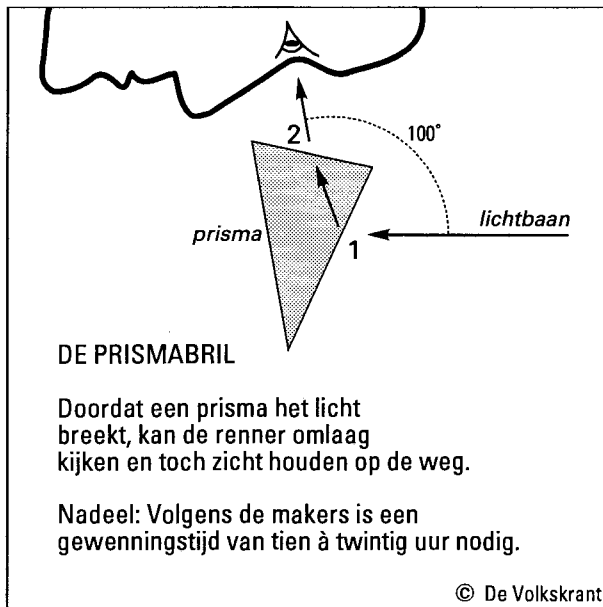 2
100°
prisma
1
lichtbaan
DE PRISMABRIL
Doordat een prisma het licht
breekt, kan de renner omlaag
kijken en toch zicht houden op de weg.
Nadeel: Volgens de makers is een
gewenningstijd van tien à twintig uur nodig.
© De Volkskrant